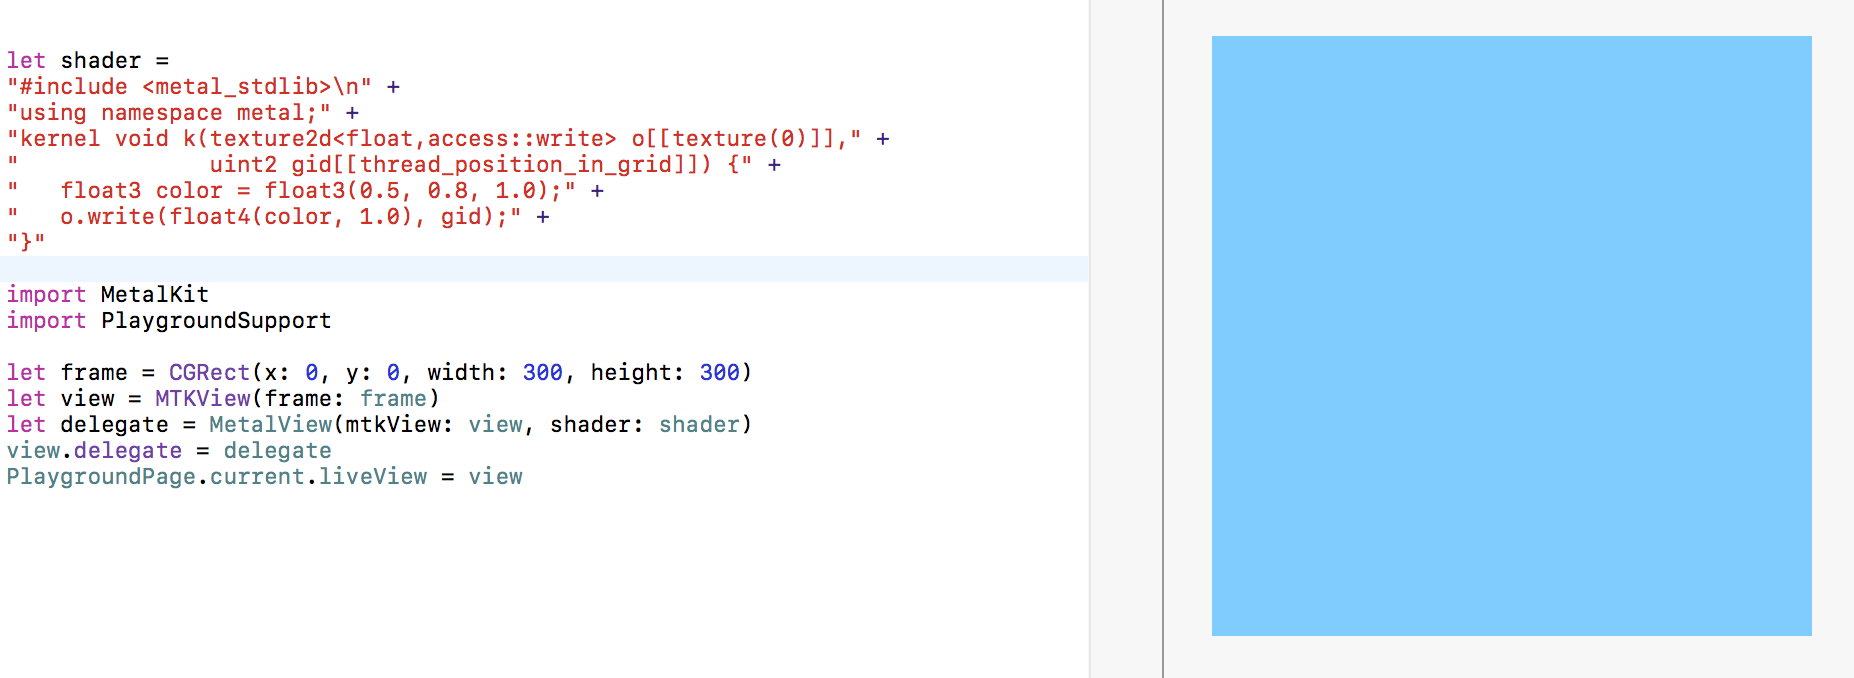 let shader =
"#include <metal_stdlib>\n" +
"using namespace metal;" +
"kernel void k(texture2d<float,access::write> o[[texture(0)]]," +
"              uint2 gid[[thread_position_in_grid]]) {" +
"   float3 color = float3(0.5, 0.8, 1.0);" +
"   o.write(float4(color, 1.0), gid);" +
"}"
import MetalKit
import PlaygroundSupport
let frame = CGRect(x: 0, y: 0, width: 300, height: 300)
let view = MTKView(frame: frame)
let delegate = MetalView(mtkView: view, shader: shader)
view.delegate = delegate
PlaygroundPage.current.liveView = view